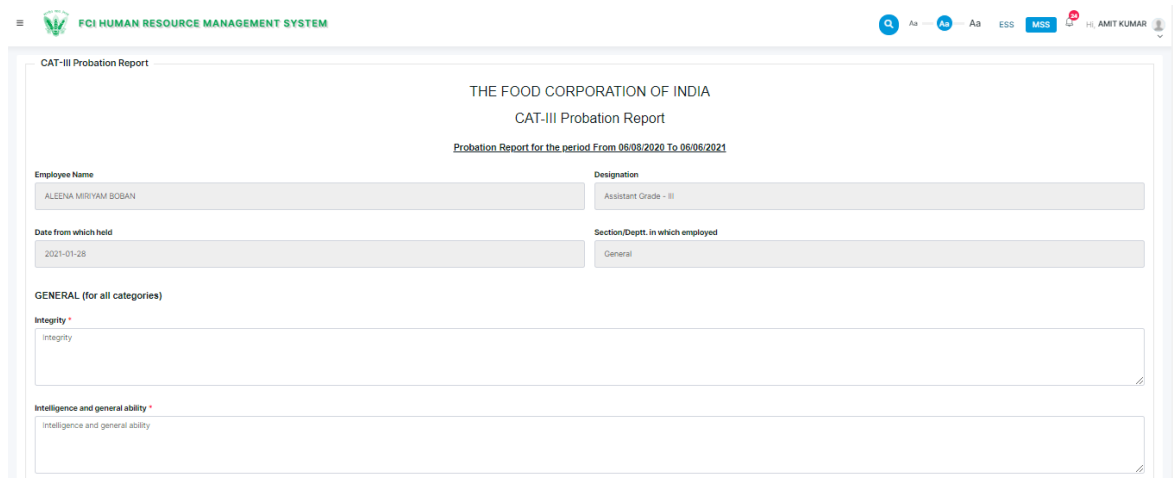 FCI HUMAN RESOURCE MANAGEMENT SYSTEM
Aa Aa Aa ESS MSS 24 Hi, AMIT KUMAR
CAT-III Probation Report
THE FOOD CORPORATION OF INDIA
CAT-III Probation Report
Probation Report for the period From 06/08/2020 To 06/06/2021
Employee Name
Designation
ALEENA MIRIYAM BOBAN
Assistant Grade - III
Date from which held
Section/Deptt. in which employed
2021-01-28
General
GENERAL (for all categories)
Integrity *
Integrity
Intelligence and general ability *
Intelligence and general ability